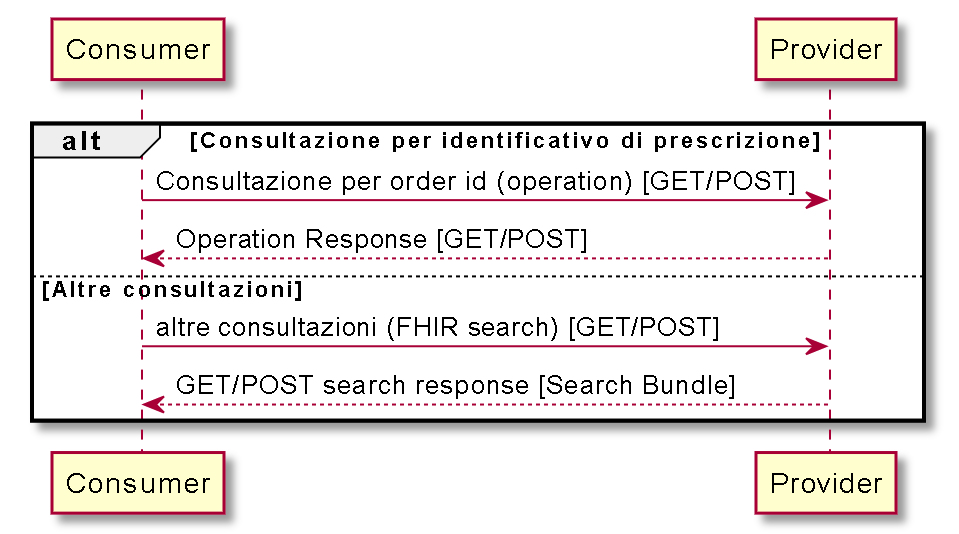 Consumer
Provider
alt
[Consultazione per identificativo di prescrizione]
Consultazione per order id (operation) [GET/POST]
Operation Response [GET/POST]
[Altre consultazioni]
altre consultazioni (FHIR search) [GET/POST]
GET/POST search response [Search Bundle]
Consumer
Provider